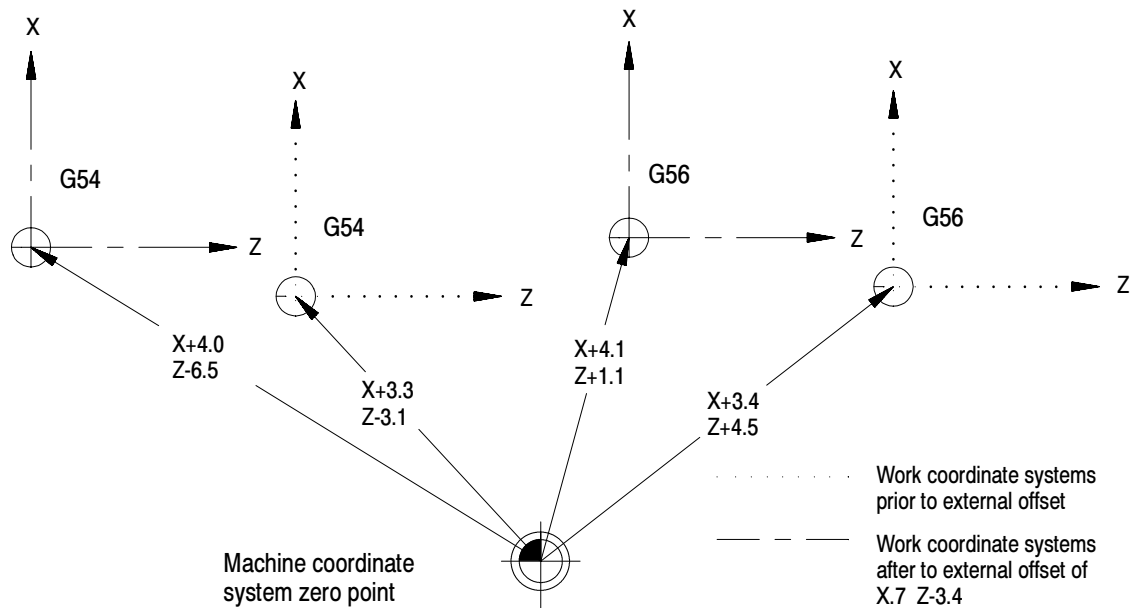 X
X
X
X
G54
G56
G54
G56
Z
Z
Z
Z
X+4.0
Z-6.5
X+3.3
Z-3.1
X+4.1
Z+1.1
X+3.4
Z+4.5
Machine coordinate
system zero point
Work coordinate systems
prior to external offset
Work coordinate systems
after to external offset of
X.7 Z-3.4